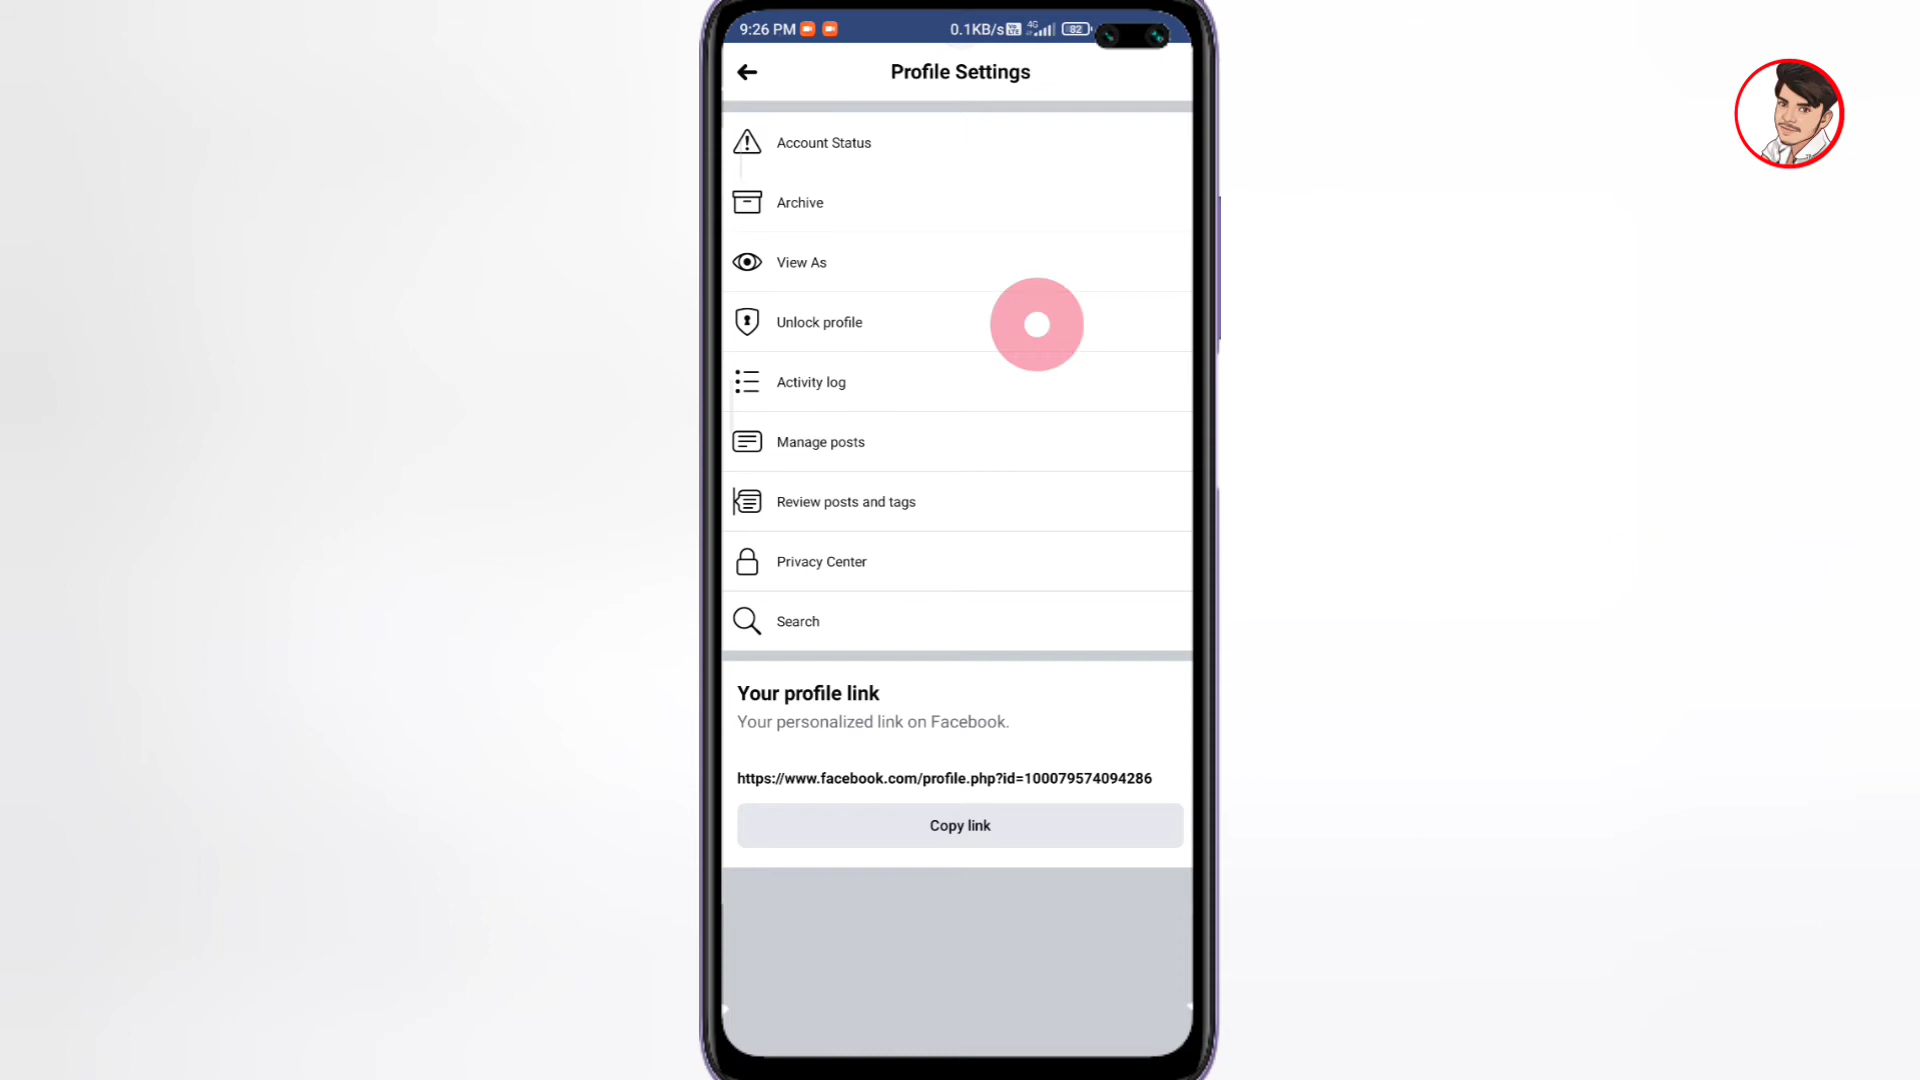 9:26 PM 0.1KB/s 4G 82
Profile Settings
Account Status
Archive
View As
Unlock profile
Activity log
Manage posts
Review posts and tags
Privacy Center
Search
Your profile link
Your personalized link on Facebook.
https://www.facebook.com/profile.php?id=100079574094286
Copy link